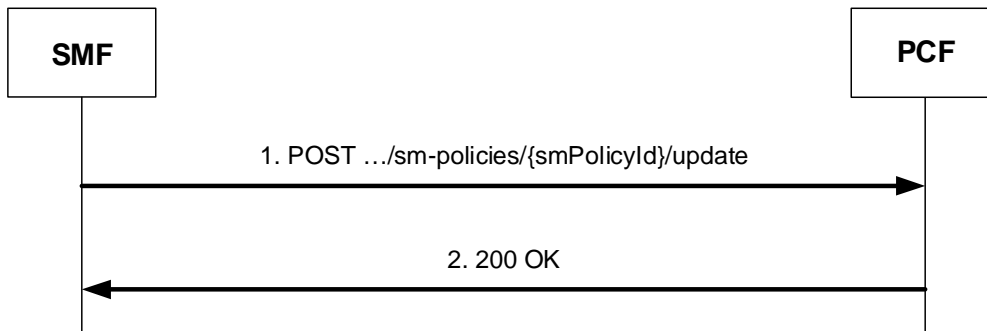 SMF
PCF
1. POST …/sm-policies/{smPolicyId}/update
2. 200 OK